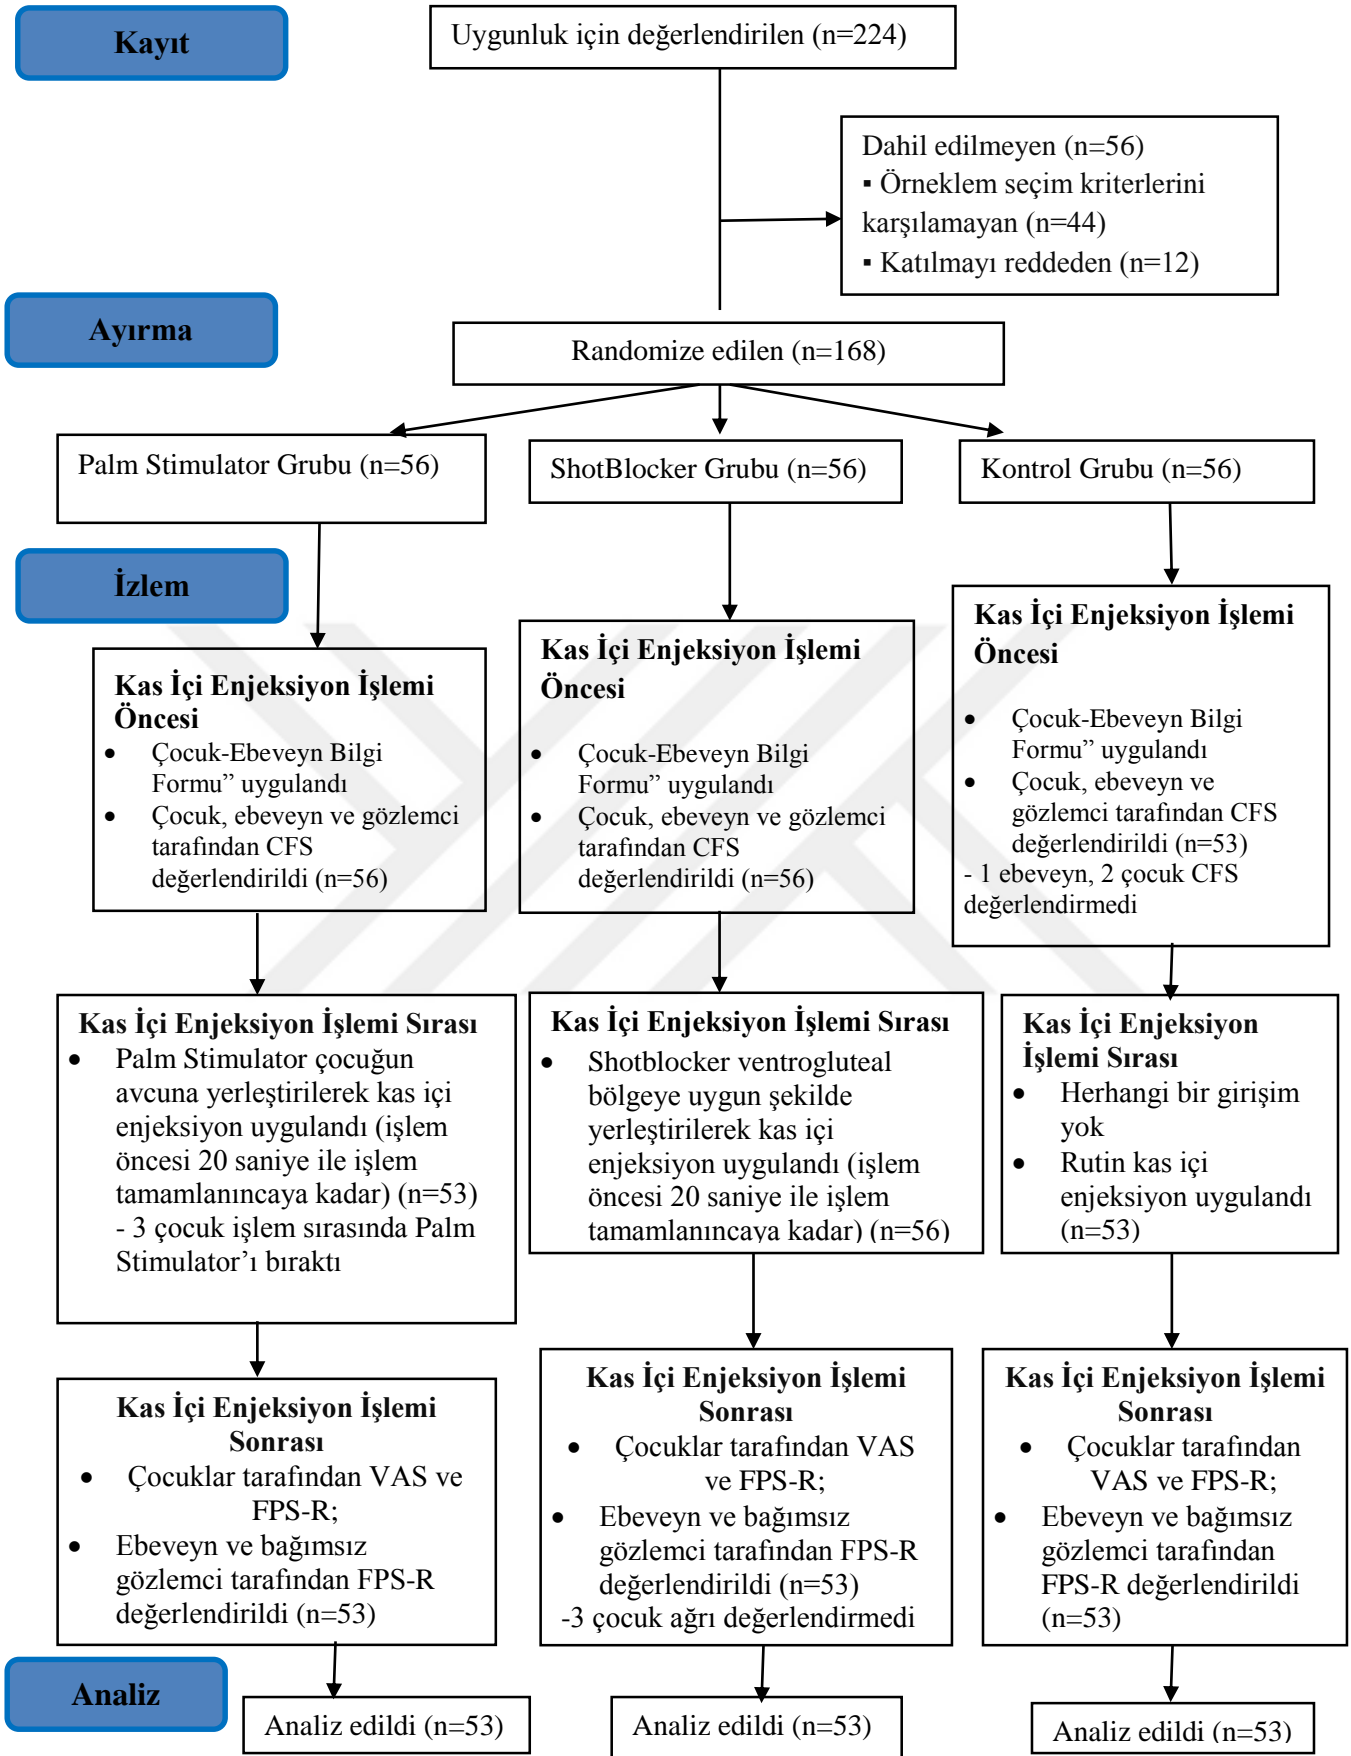 Kayıt
Uygunluk için değerlendirilen (n=224)
Dahil edilmeyen (n=56)
▪ Örneklem seçim kriterlerini
karşılamayan (n=44)
▪ Katılmayı reddeden (n=12)
Ayırma
Randomize edilen (n=168)
Palm Stimulator Grubu (n=56)
ShotBlocker Grubu (n=56)
Kontrol Grubu (n=56)
İzlem
Kas İçi Enjeksiyon İşlemi
Öncesi
• Çocuk-Ebeveyn Bilgi
Formu” uygulandı
• Çocuk, ebeveyn ve gözlemci
tarafından CFS
değerlendirildi (n=56)
Kas İçi Enjeksiyon İşlemi
Öncesi
• Çocuk-Ebeveyn Bilgi
Formu” uygulandı
• Çocuk, ebeveyn ve gözlemci
tarafından CFS
değerlendirildi (n=56)
Kas İçi Enjeksiyon İşlemi
Öncesi
• Çocuk-Ebeveyn Bilgi
Formu” uygulandı
• Çocuk, ebeveyn ve
gözlemci tarafından CFS
değerlendirildi (n=53)
- 1 ebeveyn, 2 çocuk CFS
değerlendirmedi
Kas İçi Enjeksiyon İşlemi Sırası
• Palm Stimulator çocuğun
avcuna yerleştirilerek kas içi
enjeksiyon uygulandı (işlem
öncesi 20 saniye ile işlem
tamamlanıncaya kadar) (n=53)
- 3 çocuk işlem sırasında Palm
Stimulator’ı bıraktı
Kas İçi Enjeksiyon İşlemi Sırası
• Shotblocker ventrogluteal
bölgeye uygun şekilde
yerleştirilerek kas içi
enjeksiyon uygulandı (işlem
öncesi 20 saniye ile işlem
tamamlanıncaya kadar) (n=56)
Kas İçi Enjeksiyon
İşlemi Sırası
• Herhangi bir girişim
yok
• Rutin kas içi
enjeksiyon uygulandı
(n=53)
Kas İçi Enjeksiyon İşlemi
Sonrası
• Çocuklar tarafından VAS ve
FPS-R;
• Ebeveyn ve bağımsız
gözlemci tarafından FPS-R
değerlendirildi (n=53)
Kas İçi Enjeksiyon İşlemi
Sonrası
• Çocuklar tarafından VAS
ve FPS-R;
• Ebeveyn ve bağımsız
gözlemci tarafından FPS-R
değerlendirildi (n=53)
-3 çocuk ağrı değerlendirmedi
Kas İçi Enjeksiyon İşlemi
Sonrası
• Çocuklar tarafından
VAS ve FPS-R;
• Ebeveyn ve bağımsız
gözlemci tarafından
FPS-R değerlendirildi
(n=53)
Analiz
Analiz edildi (n=53)
Analiz edildi (n=53)
Analiz edildi (n=53)